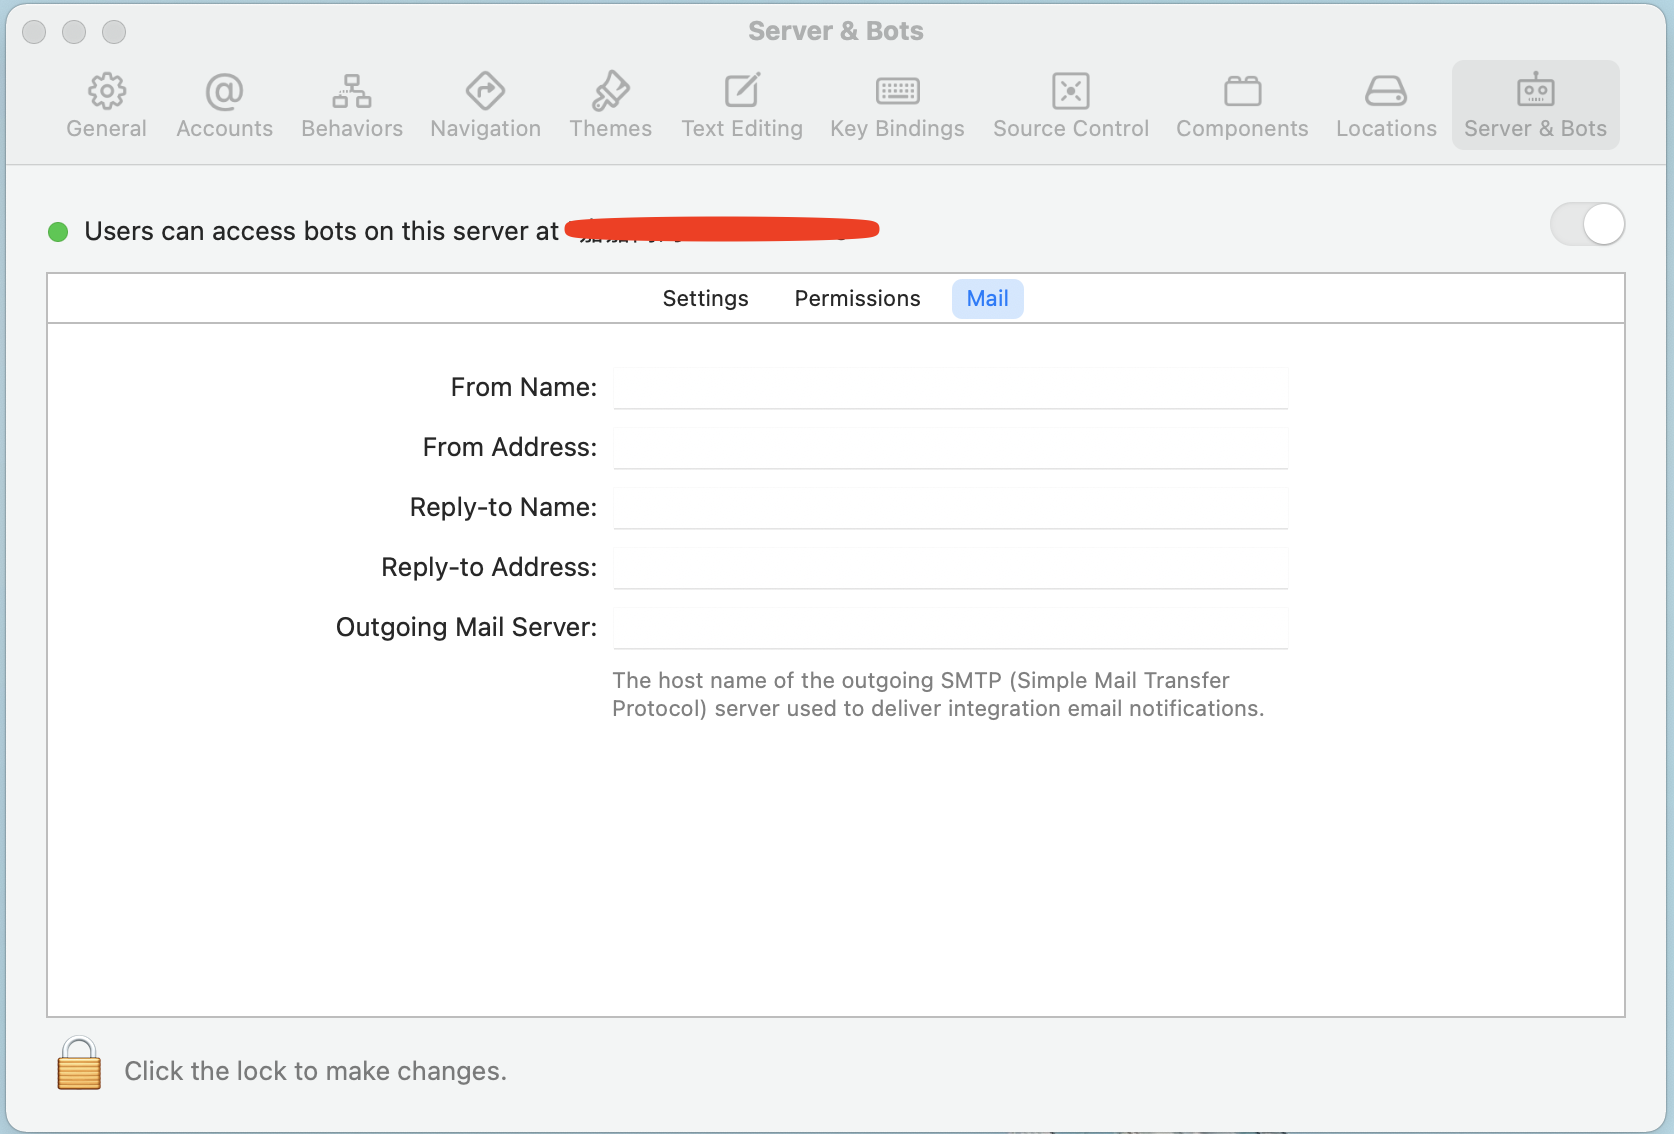 Server & Bots
General Accounts Behaviors Navigation Themes Text Editing Key Bindings Source Control Components Locations Server & Bots
Users can access bots on this server at
Settings Permissions Mail
From Name:
From Address:
Reply-to Name:
Reply-to Address:
Outgoing Mail Server:
The host name of the outgoing SMTP (Simple Mail Transfer
Protocol) server used to deliver integration email notifications.
Click the lock to make changes.